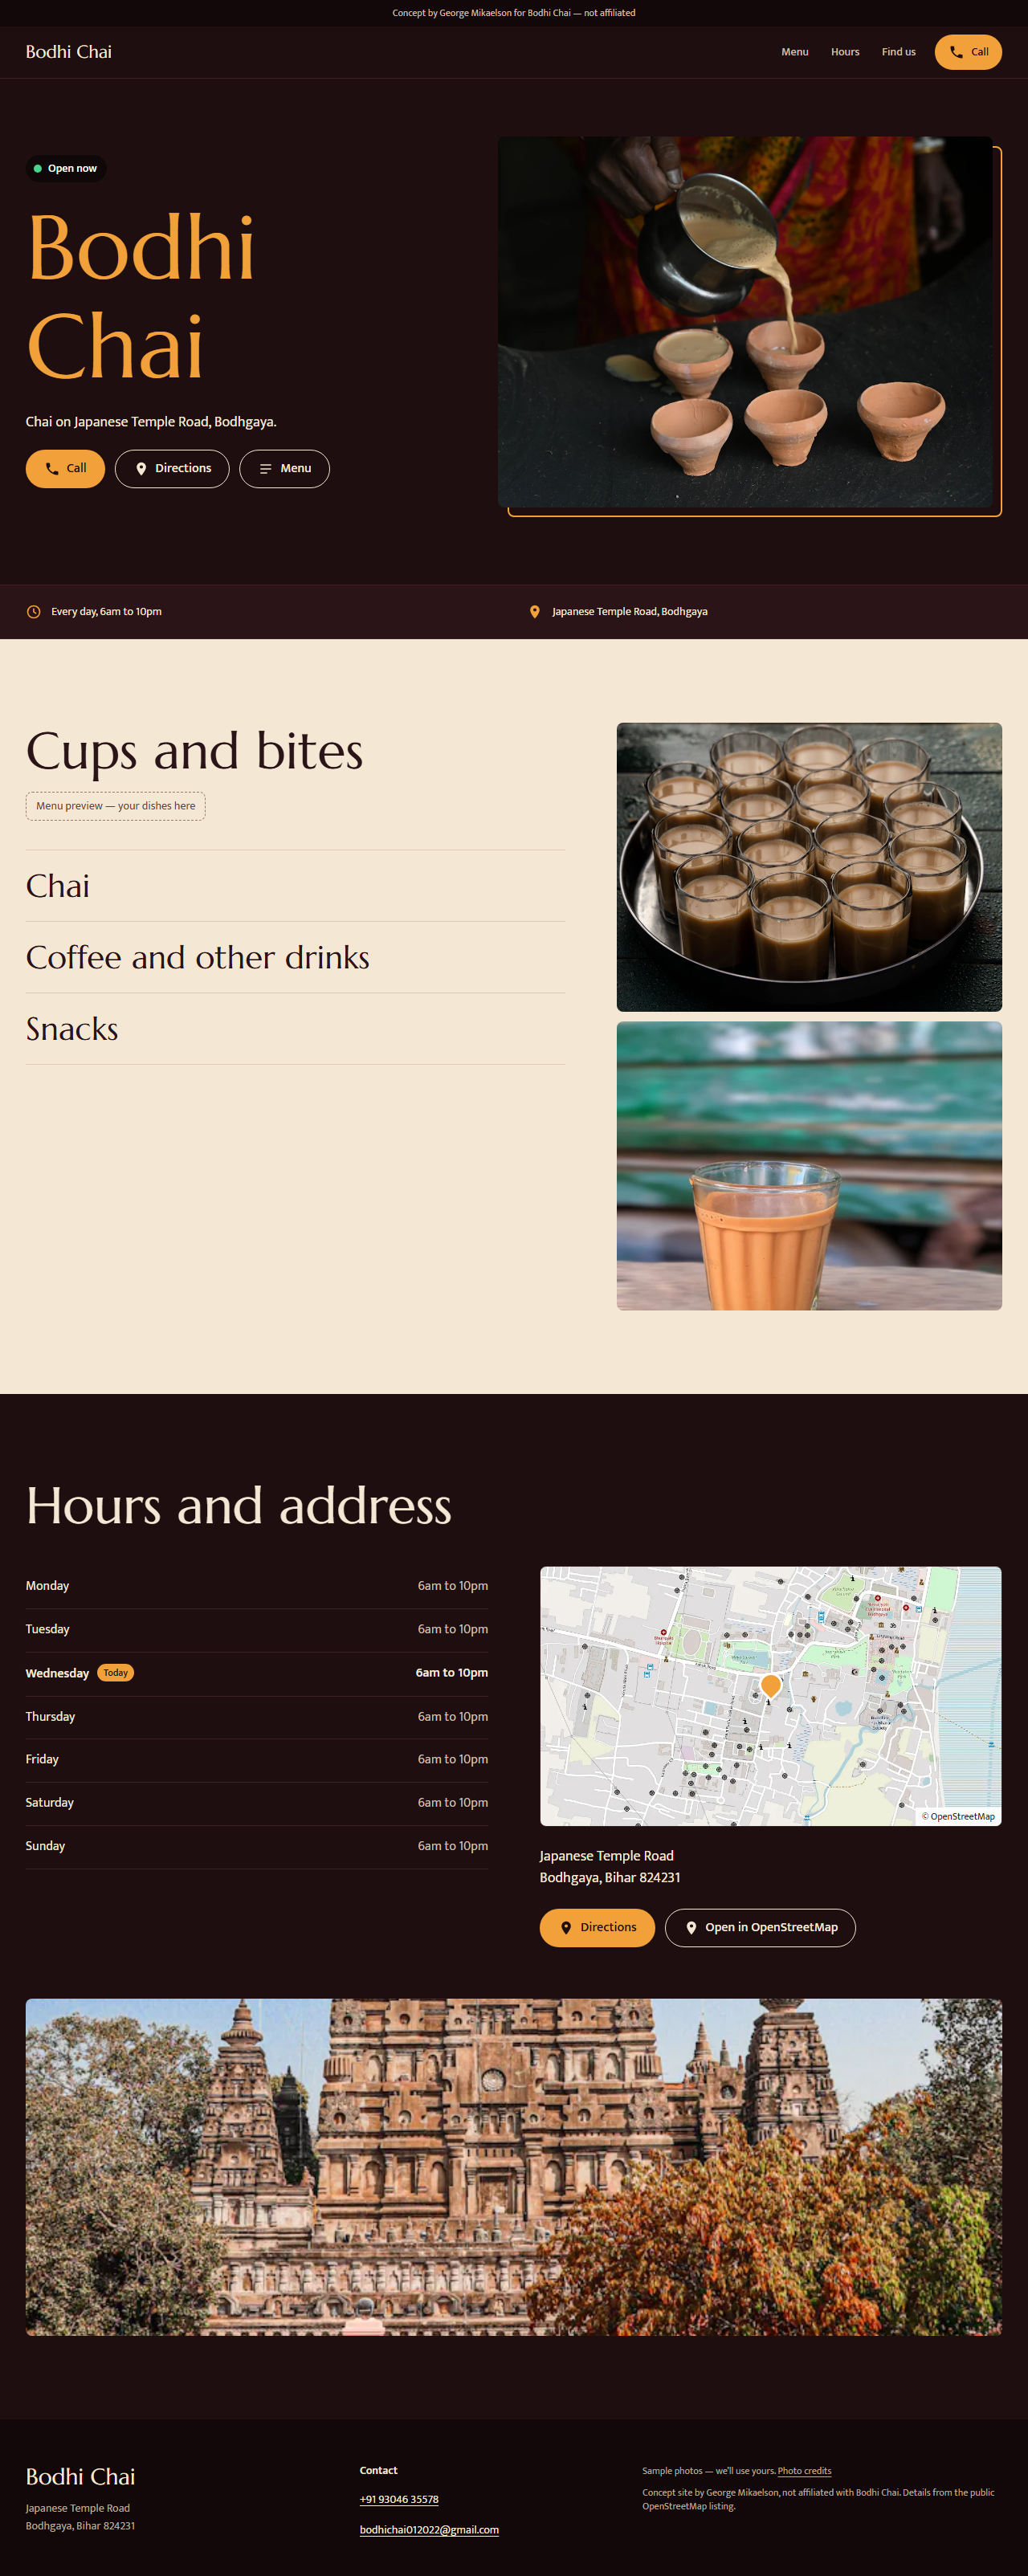 Concept by George Mikaelson for Bodhi Chai — not affiliated
Bodhi Chai
Menu
Hours
Find us
Call
Open now
Bodhi
Chai
Chai on Japanese Temple Road, Bodhgaya.
Call
Directions
Menu
Every day, 6am to 10pm
Japanese Temple Road, Bodhgaya
Cups and bites
Menu preview — your dishes here
Chai
Coffee and other drinks
Snacks
Hours and address
Monday 6am to 10pm
Tuesday 6am to 10pm
Wednesday Today 6am to 10pm
Thursday 6am to 10pm
Friday 6am to 10pm
Saturday 6am to 10pm
Sunday 6am to 10pm
© OpenStreetMap
Japanese Temple Road
Bodhgaya, Bihar 824231
Directions
Open in OpenStreetMap
Bodhi Chai
Japanese Temple Road
Bodhgaya, Bihar 824231
Contact
+91 93046 35578
bodhichai012022@gmail.com
Sample photos — we'll use yours. Photo credits
Concept site by George Mikaelson, not affiliated with Bodhi Chai. Details from the public
OpenStreetMap listing.